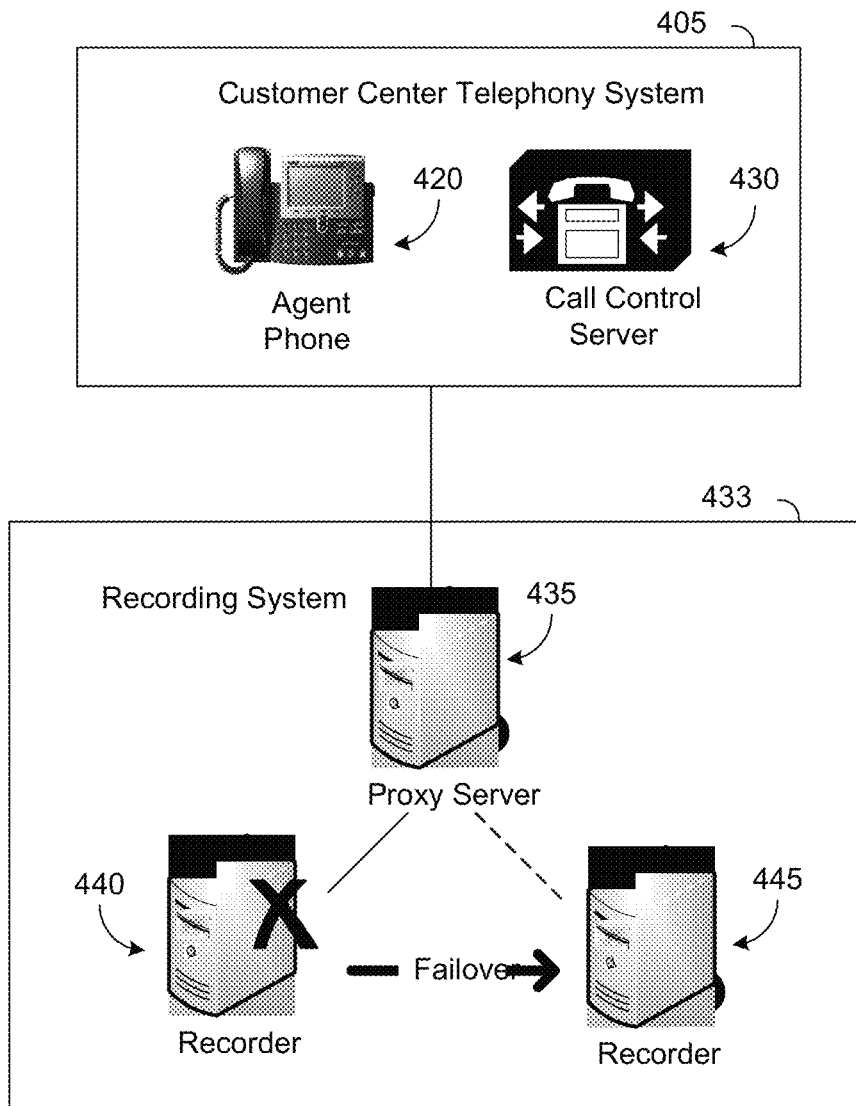 405
Customer Center Telephony System
420
430
Agent
Phone
Call Control
Server
433
Recording System
435
Proxy Server
440
X
445
Failover
Recorder
Recorder